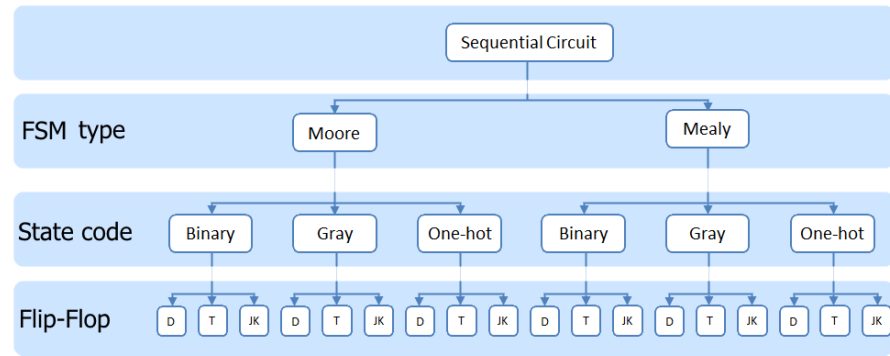 Sequential Circuit
FSM type
Moore
Mealy
State code
Binary
Gray
One-hot
Binary
Gray
One-hot
Flip-Flop
D
T
JK
D
T
JK
D
T
JK
D
T
JK
D
T
JK
D
T
JK